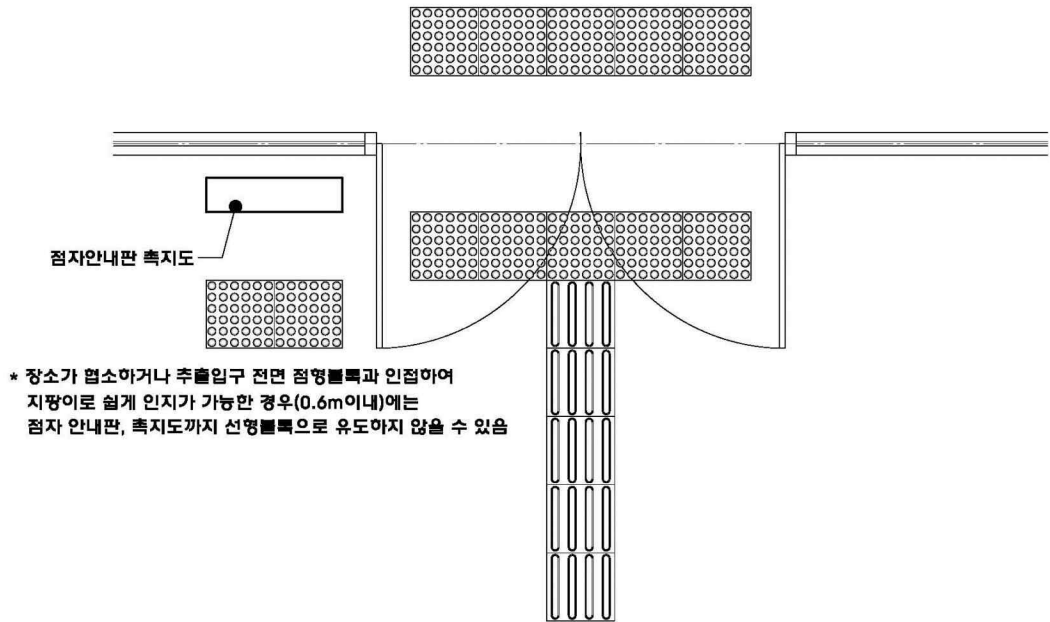 점자안내판 촉지도
* 장소가 협소하거나 주출입구 전면 점형블록과 인접하여
지팡이로 쉽게 인지가 가능한 경우(0.6m이내)에는
점자 안내판, 촉지도까지 선형블록으로 유도하지 않을 수 있음